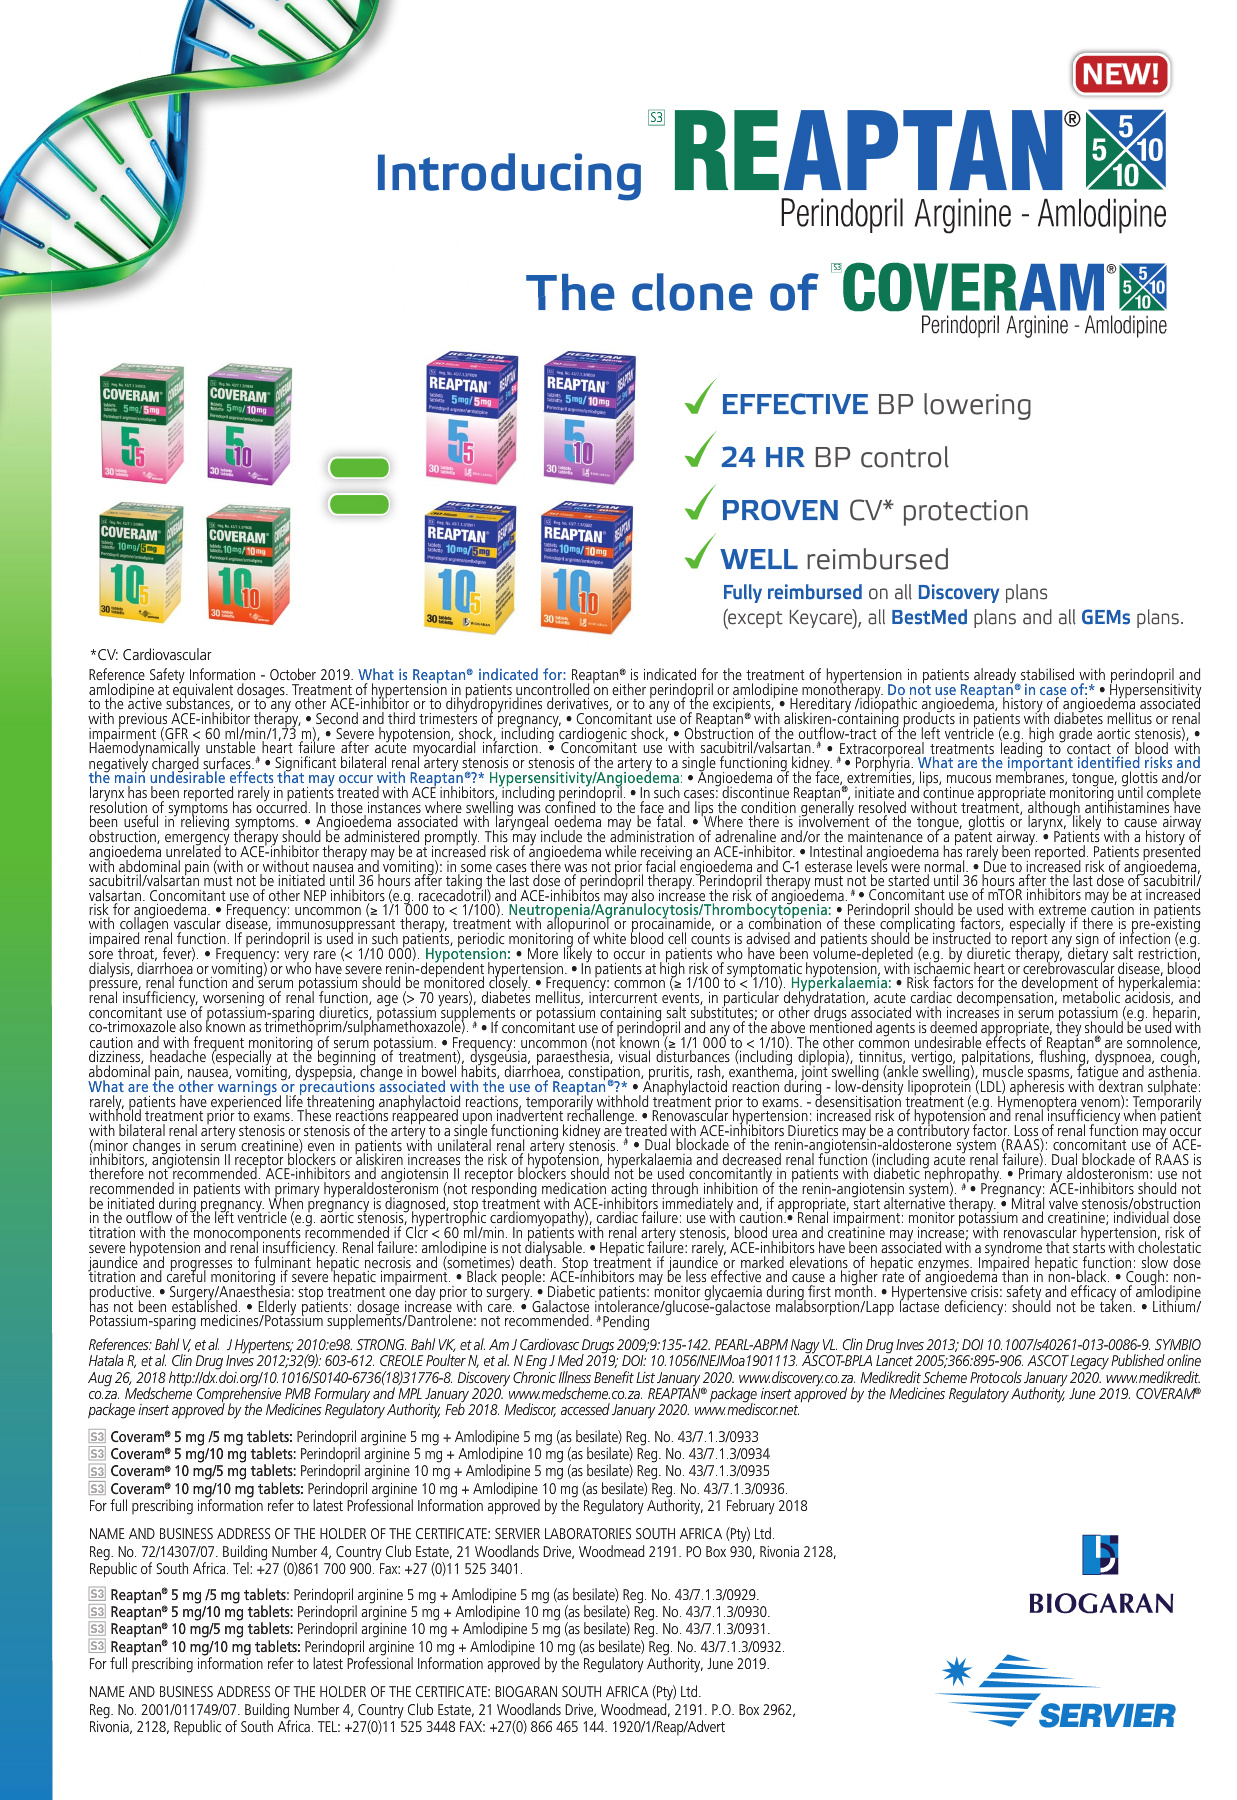 NEW!
S3 REAPTAN® 5 5 10 10
Introducing
Perindopril Arginine - Amlodipine
The clone of S3 COVERAM® 5 5 10 10
Perindopril Arginine - Amlodipine
COVERAM®
5mg/5mg
5 5
30
COVERAM®
5mg/10mg
5 10
30
REAPTAN®
5mg/5mg
5 5
30
REAPTAN®
5mg/10mg
5 10
30
COVERAM®
10mg/5mg
10 5
30
COVERAM®
10mg/10mg
10 10
30
REAPTAN®
10mg/5mg
10 5
30
BIOGARAN
REAPTAN®
10mg/10mg
10 10
30
EFFECTIVE BP lowering
24 HR BP control
PROVEN CV* protection
WELL reimbursed
Fully reimbursed on all Discovery plans
(except Keycare), all BestMed plans and all GEMs plans.
*CV: Cardiovascular
Reference Safety Information - October 2019. What is Reaptan® indicated for: Reaptan® is indicated for the treatment of hypertension in patients already stabilised with perindopril and
amlodipine at equivalent dosages. Treatment of hypertension in patients uncontrolled on either perindopril or amlodipine monotherapy. Do not use Reaptan® in case of:* • Hypersensitivity
to the active substances, or to any other ACE-inhibitor or to dihydropyridines derivatives, or to any of the excipients, • Hereditary /idiopathic angioedema, history of angioedema associated
with previous ACE-inhibitor therapy, • Second and third trimesters of pregnancy, • Concomitant use of Reaptan® with aliskiren-containing products in patients with diabetes mellitus or renal
impairment (GFR < 60 ml/min/1,73 m), • Severe hypotension, shock, including cardiogenic shock, • Obstruction of the outflow-tract of the left ventricle (e.g. high grade aortic stenosis), •
Haemodynamically unstable heart failure after acute myocardial infarction. • Concomitant use with sacubitril/valsartan.# • Extracorporeal treatments leading to contact of blood with
negatively charged surfaces.# • Significant bilateral renal artery stenosis or stenosis of the artery to a single functioning kidney. # • Porphyria. What are the important identified risks and
the main undesirable effects that may occur with Reaptan®?* Hypersensitivity/Angioedema: • Angioedema of the face, extremities, lips, mucous membranes, tongue, glottis and/or
larynx has been reported rarely in patients treated with ACE inhibitors, including perindopril. • In such cases: discontinue Reaptan®, initiate and continue appropriate monitoring until complete
resolution of symptoms has occurred. In those instances where swelling was confined to the face and lips the condition generally resolved without treatment, although antihistamines have
been useful in relieving symptoms. • Angioedema associated with laryngeal oedema may be fatal. • Where there is involvement of the tongue, glottis or larynx, likely to cause airway
obstruction, emergency therapy should be administered promptly. This may include the administration of adrenaline and/or the maintenance of a patent airway. • Patients with a history of
angioedema unrelated to ACE-inhibitor therapy may be at increased risk of angioedema while receiving an ACE-inhibitor. • Intestinal angioedema has rarely been reported. Patients presented
with abdominal pain (with or without nausea and vomiting): in some cases there was not prior facial engioedema and C-1 esterase levels were normal. • Due to increased risk of angioedema,
sacubitril/valsartan must not be initiated until 36 hours after taking the last dose of perindopril therapy. Perindopril therapy must not be started until 36 hours after the last dose of sacubitril/
valsartan. Concomitant use of other NEP inhibitors (e.g. racecadotril) and ACE-inhibitos may also increase the risk of angioedema. # • Concomitant use of mTOR inhibitors may be at increased
risk for angioedema. • Frequency: uncommon (≥ 1/1 000 to < 1/100). Neutropenia/Agranulocytosis/Thrombocytopenia: • Perindopril should be used with extreme caution in patients
with collagen vascular disease, immunosuppressant therapy, treatment with allopurinol or procainamide, or a combination of these complicating factors, especially if there is pre-existing
impaired renal function. If perindopril is used in such patients, periodic monitoring of white blood cell counts is advised and patients should be instructed to report any sign of infection (e.g.
sore throat, fever). • Frequency: very rare (< 1/10 000). Hypotension: • More likely to occur in patients who have been volume-depleted (e.g. by diuretic therapy, dietary salt restriction,
dialysis, diarrhoea or vomiting) or who have severe renin-dependent hypertension. • In patients at high risk of symptomatic hypotension, with ischaemic heart or cerebrovascular disease, blood
pressure, renal function and serum potassium should be monitored closely. • Frequency: common (≥ 1/100 to < 1/10). Hyperkalaemia: • Risk factors for the development of hyperkalemia:
renal insufficiency, worsening of renal function, age (> 70 years), diabetes mellitus, intercurrent events, in particular dehydratation, acute cardiac decompensation, metabolic acidosis, and
concomitant use of potassium-sparing diuretics, potassium supplements or potassium containing salt substitutes; or other drugs associated with increases in serum potassium (e.g. heparin,
co-trimoxazole also known as trimethoprim/sulphamethoxazole). # • If concomitant use of perindopril and any of the above mentioned agents is deemed appropriate, they should be used with
caution and with frequent monitoring of serum potassium. • Frequency: uncommon (not known (≥ 1/1 000 to < 1/10). The other common undesirable effects of Reaptan® are somnolence,
dizziness, headache (especially at the beginning of treatment), dysgeusia, paraesthesia, visual disturbances (including diplopia), tinnitus, vertigo, palpitations, flushing, dyspnoea, cough,
abdominal pain, nausea, vomiting, dyspepsia, change in bowel habits, diarrhoea, constipation, pruritis, rash, exanthema, joint swelling (ankle swelling), muscle spasms, fatigue and asthenia.
What are the other warnings or precautions associated with the use of Reaptan®?* • Anaphylactoid reaction during - low-density lipoprotein (LDL) apheresis with dextran sulphate:
rarely, patients have experienced life threatening anaphylactoid reactions, temporarily withhold treatment prior to exams. - desensitisation treatment (e.g. Hymenoptera venom): Temporarily
withhold treatment prior to exams. These reactions reappeared upon inadvertent rechallenge. • Renovascular hypertension: increased risk of hypotension and renal insufficiency when patient
with bilateral renal artery stenosis or stenosis of the artery to a single functioning kidney are treated with ACE-inhibitors Diuretics may be a contributory factor. Loss of renal function may occur
(minor changes in serum creatinine) even in patients with unilateral renal artery stenosis. # • Dual blockade of the renin-angiotensin-aldosterone system (RAAS): concomitant use of ACE-
inhibitors, angiotensin II receptor blockers or aliskiren increases the risk of hypotension, hyperkalaemia and decreased renal function (including acute renal failure). Dual blockade of RAAS is
therefore not recommended. ACE-inhibitors and angiotensin II receptor blockers should not be used concomitantly in patients with diabetic nephropathy. • Primary aldosteronism: use not
recommended in patients with primary hyperaldosteronism (not responding medication acting through inhibition of the renin-angiotensin system). # • Pregnancy: ACE-inhibitors should not
be initiated during pregnancy. When pregnancy is diagnosed, stop treatment with ACE-inhibitors immediately and, if appropriate, start alternative therapy. • Mitral valve stenosis/obstruction
in the outflow of the left ventricle (e.g. aortic stenosis, hypertrophic cardiomyopathy), cardiac failure: use with caution.• Renal impairment: monitor potassium and creatinine; individual dose
titration with the monocomponents recommended if Clcr < 60 ml/min. In patients with renal artery stenosis, blood urea and creatinine may increase; with renovascular hypertension, risk of
severe hypotension and renal insufficiency. Renal failure: amlodipine is not dialysable. • Hepatic failure: rarely, ACE-inhibitors have been associated with a syndrome that starts with cholestatic
jaundice and progresses to fulminant hepatic necrosis and (sometimes) death. Stop treatment if jaundice or marked elevations of hepatic enzymes. Impaired hepatic function: slow dose
titration and careful monitoring if severe hepatic impairment. • Black people: ACE-inhibitors may be less effective and cause a higher rate of angioedema than in non-black. • Cough: non-
productive. • Surgery/Anaesthesia: stop treatment one day prior to surgery. • Diabetic patients: monitor glycaemia during first month. • Hypertensive crisis: safety and efficacy of amlodipine
has not been established. • Elderly patients: dosage increase with care. • Galactose intolerance/glucose-galactose malabsorption/Lapp lactase deficiency: should not be taken. • Lithium/
Potassium-sparing medicines/Potassium supplements/Dantrolene: not recommended. #Pending
References: Bahl V, et al. J Hypertens; 2010:e98. STRONG. Bahl VK, et al. Am J Cardiovasc Drugs 2009;9:135-142. PEARL-ABPM Nagy VL. Clin Drug Inves 2013; DOI 10.1007/s40261-013-0086-9. SYMBIO
Hatala R, et al. Clin Drug Inves 2012;32(9): 603-612. CREOLE Poulter N, et al. N Eng J Med 2019; DOI: 10.1056/NEJMoa1901113. ASCOT-BPLA Lancet 2005;366:895-906. ASCOT Legacy Published online
Aug 26, 2018 http://dx.doi.org/10.1016/S0140-6736(18)31776-8. Discovery Chronic Illness Benefit List January 2020. www.discovery.co.za. Medikredit Scheme Protocols January 2020. www.medikredit.
co.za. Medscheme Comprehensive PMB Formulary and MPL January 2020. www.medscheme.co.za. REAPTAN® package insert approved by the Medicines Regulatory Authority, June 2019. COVERAM®
package insert approved by the Medicines Regulatory Authority, Feb 2018. Mediscor, accessed January 2020. www.mediscor.net.
S3 Coveram® 5 mg /5 mg tablets: Perindopril arginine 5 mg + Amlodipine 5 mg (as besilate) Reg. No. 43/7.1.3/0933
S3 Coveram® 5 mg/10 mg tablets: Perindopril arginine 5 mg + Amlodipine 10 mg (as besilate) Reg. No. 43/7.1.3/0934
S3 Coveram® 10 mg/5 mg tablets: Perindopril arginine 10 mg + Amlodipine 5 mg (as besilate) Reg. No. 43/7.1.3/0935
S3 Coveram® 10 mg/10 mg tablets: Perindopril arginine 10 mg + Amlodipine 10 mg (as besilate) Reg. No. 43/7.1.3/0936.
For full prescribing information refer to latest Professional Information approved by the Regulatory Authority, 21 February 2018
NAME AND BUSINESS ADDRESS OF THE HOLDER OF THE CERTIFICATE: SERVIER LABORATORIES SOUTH AFRICA (Pty) Ltd.
Reg. No. 72/14307/07. Building Number 4, Country Club Estate, 21 Woodlands Drive, Woodmead 2191. PO Box 930, Rivonia 2128,
Republic of South Africa. Tel: +27 (0)861 700 900. Fax: +27 (0)11 525 3401.
S3 Reaptan® 5 mg /5 mg tablets: Perindopril arginine 5 mg + Amlodipine 5 mg (as besilate) Reg. No. 43/7.1.3/0929.
S3 Reaptan® 5 mg/10 mg tablets: Perindopril arginine 5 mg + Amlodipine 10 mg (as besilate) Reg. No. 43/7.1.3/0930.
S3 Reaptan® 10 mg/5 mg tablets: Perindopril arginine 10 mg + Amlodipine 5 mg (as besilate) Reg. No. 43/7.1.3/0931.
S3 Reaptan® 10 mg/10 mg tablets: Perindopril arginine 10 mg + Amlodipine 10 mg (as besilate) Reg. No. 43/7.1.3/0932.
For full prescribing information refer to latest Professional Information approved by the Regulatory Authority, June 2019.
NAME AND BUSINESS ADDRESS OF THE HOLDER OF THE CERTIFICATE: BIOGARAN SOUTH AFRICA (Pty) Ltd.
Reg. No. 2001/011749/07. Building Number 4, Country Club Estate, 21 Woodlands Drive, Woodmead, 2191. P.O. Box 2962,
Rivonia, 2128, Republic of South Africa. TEL: +27(0)11 525 3448 FAX: +27(0) 866 465 144. 1920/1/Reap/Advert
BIOGARAN
SERVIER